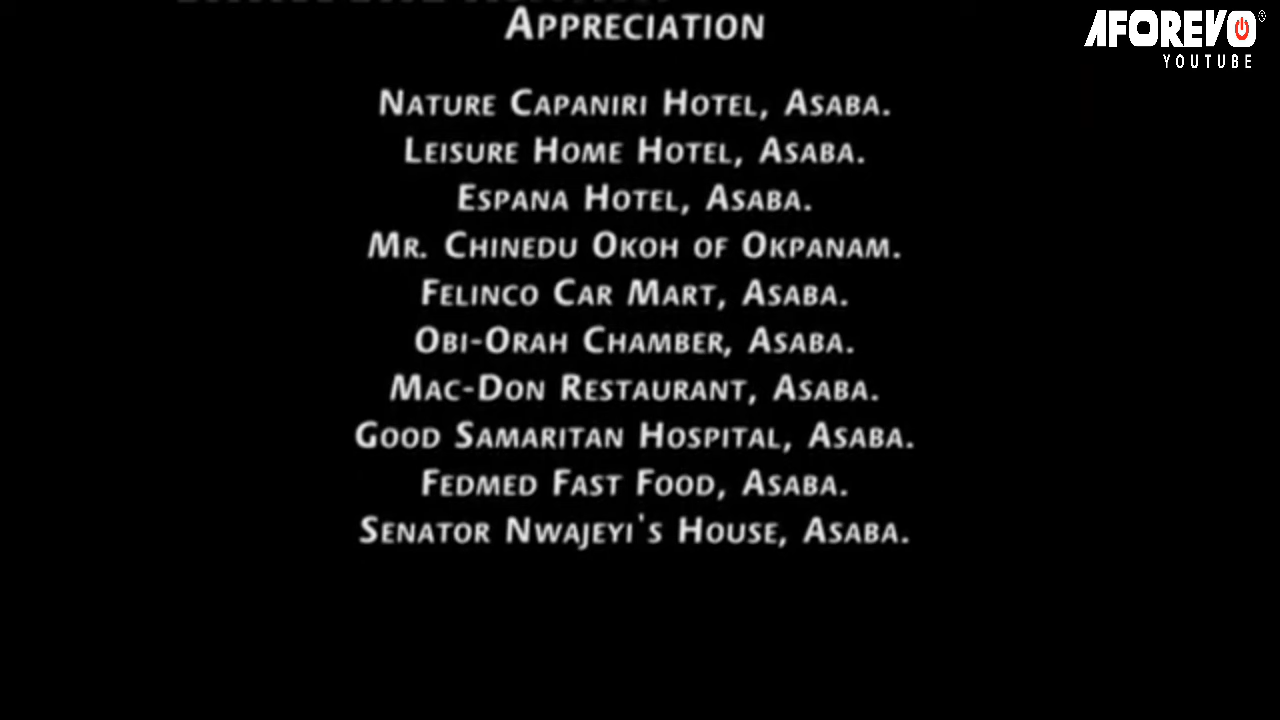 APPRECIATION
AFOREVO®
YOUTUBE
NATURE CAPANIRI HOTEL, ASABA.
LEISURE HOME HOTEL, ASABA.
ESPANA HOTEL, ASABA.
MR. CHINEDU OKOH OF OKPANAM.
FELINCO CAR MART, ASABA.
OBI-ORAH CHAMBER, ASABA.
MAC-DON RESTAURANT, ASABA.
GOOD SAMARITAN HOSPITAL, ASABA.
FEDMED FAST FOOD, ASABA.
SENATOR NWAJEYI'S HOUSE, ASABA.